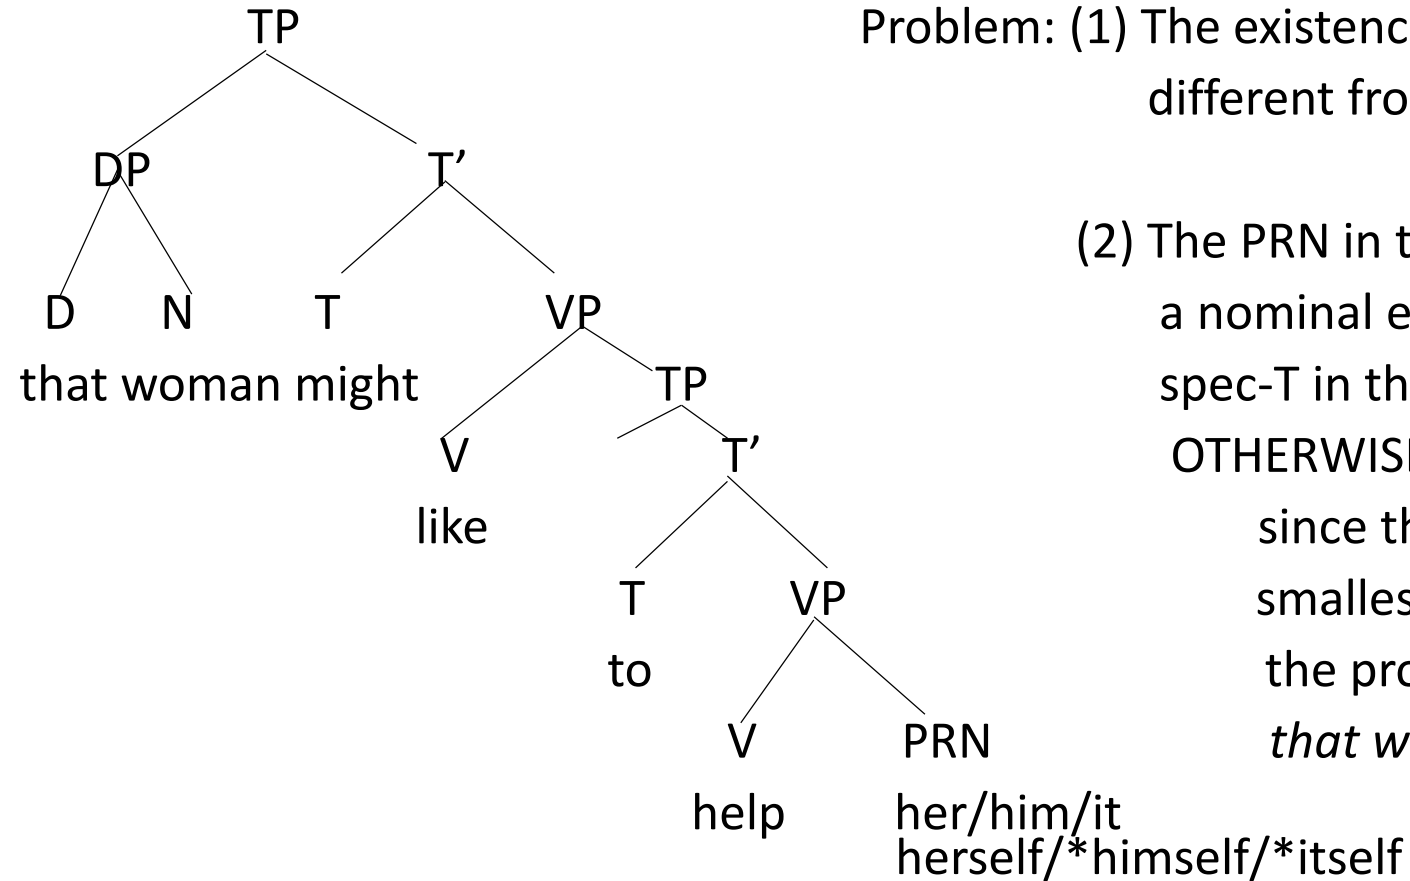 TP
Problem: (1) The existenc
different fro
DP
T’
(2) The PRN in t
D N T VP
a nominal e
that woman might
TP
spec-T in th
V
T’
OTHERWIS
like
since th
T VP
smalles
to
the pro
V PRN
that w
help her/him/it
herself/*himself/*itself